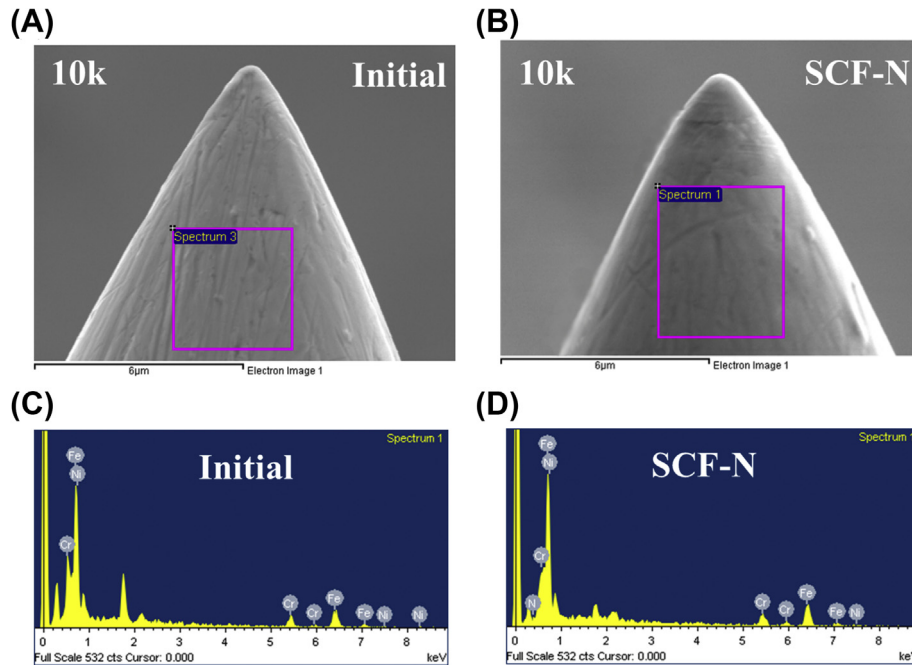 (A)
(B)
10k
Initial
10k
SCF-N
Spectrum 3
Spectrum 1
6µm
Electron Image 1
6µm
Electron Image 1
(C)
(D)
Spectrum 1
Spectrum 1
Initial
SCF-N
Fe
Ni
Cr
Cr
Cr
Fe
Fe
Ni
Ni
0 1 2 3 4 5 6 7 8
Full Scale 532 cts Cursor: 0.000
keV
Fe
Ni
Cr
N
Cr
Cr
Fe
Fe
Ni
0 1 2 3 4 5 6 7 8
Full Scale 532 cts Cursor: 0.000
keV